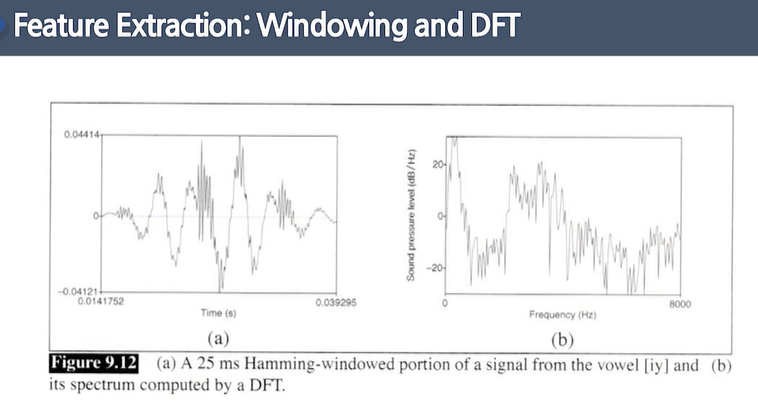 Feature Extraction: Windowing and DFT
0.04414
0
-0.04121
0.0141752
0.039295
Time (s)
(a)
Sound pressure level (dB/Hz)
20
0
-20
0
8000
Frequency (Hz)
(b)
Figure 9.12 (a) A 25 ms Hamming-windowed portion of a signal from the vowel [iy] and (b)
its spectrum computed by a DFT.